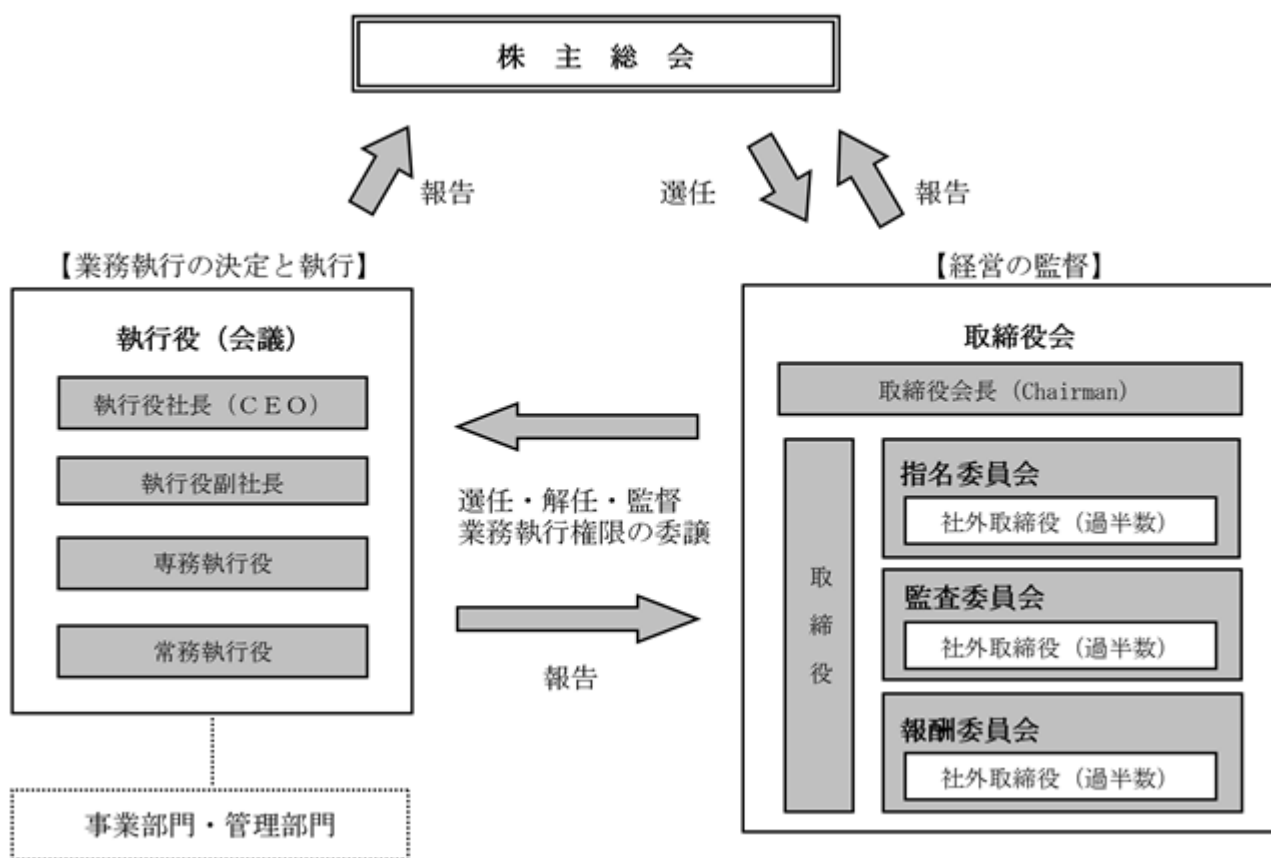 株 主 総 会
報告
選任
報告
【業務執行の決定と執行】
執行役（会議）
執行役社長（ＣＥＯ）
執行役副社長
専務執行役
常務執行役
事業部門・管理部門
選任・解任・監督
業務執行権限の委譲
報告
【経営の監督】
取締役会
取締役会長（Chairman）
取締役
指名委員会
社外取締役（過半数）
監査委員会
社外取締役（過半数）
報酬委員会
社外取締役（過半数）